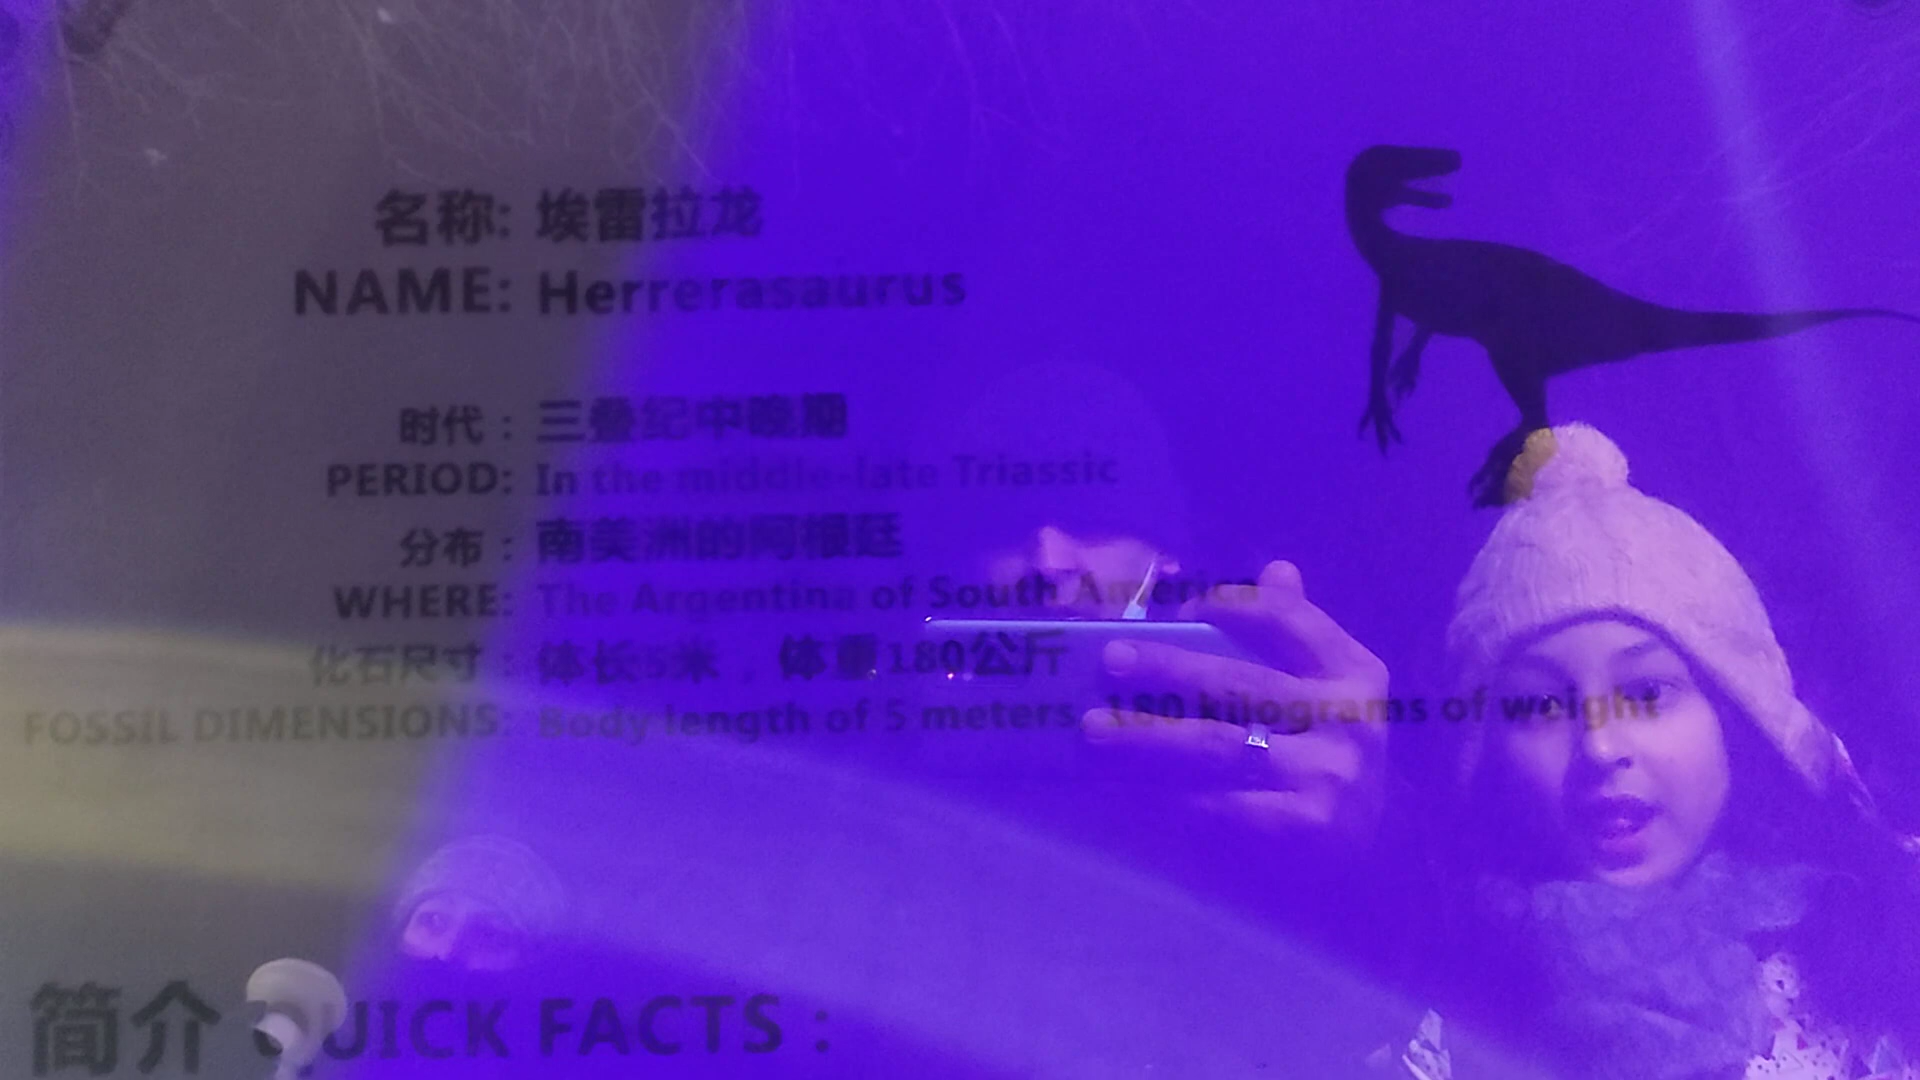 名称: 埃雷拉龙
NAME: Herrerasaurus
时代 : 三叠纪中晚期
PERIOD: In the middle-late Triassic
分布 : 南美洲的阿根廷
WHERE: The Argentina of South America
化石尺寸 : 体长5米 , 体重180公斤
FOSSIL DIMENSIONS: Body length of 5 meters, 180 kilograms of weight
简介 QUICK FACTS :